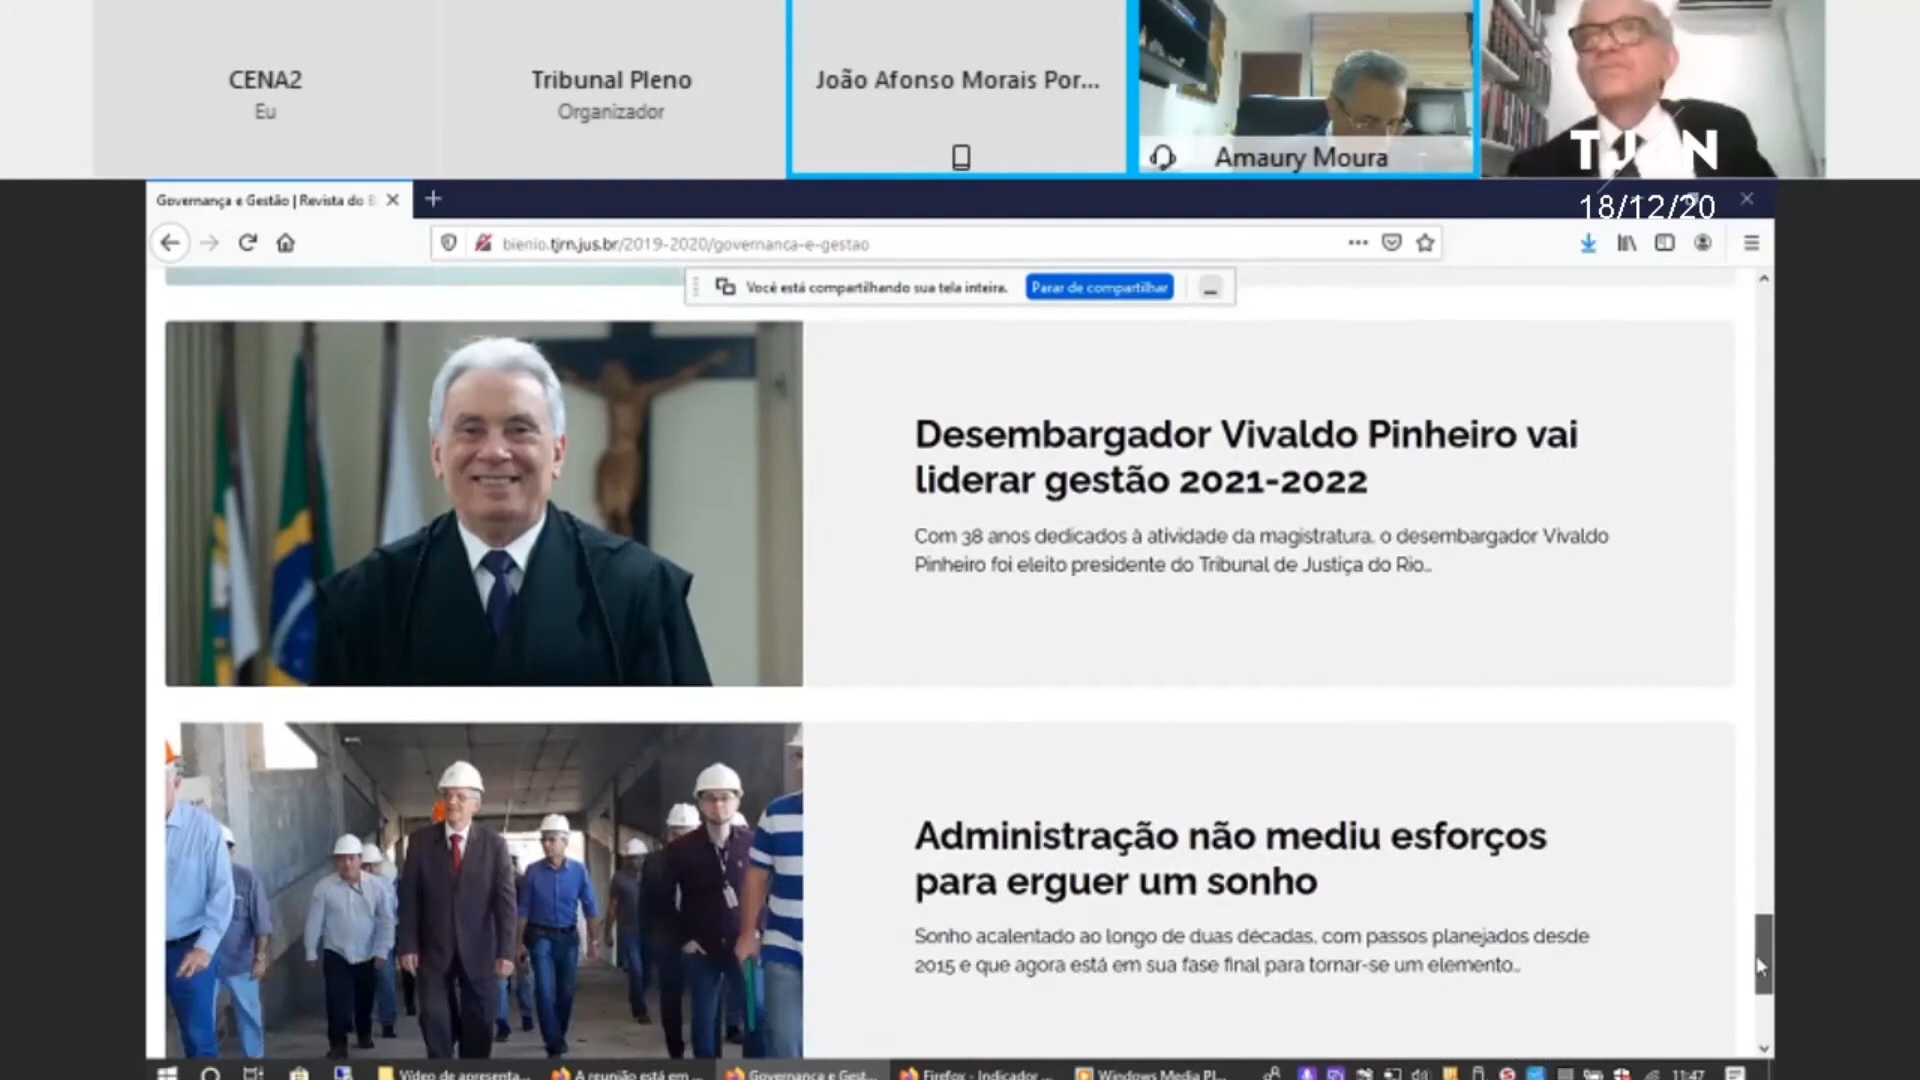 CENA2
Eu
Tribunal Pleno
Organizador
João Afonso Morais Por...
Amaury Moura
TJRN
18/12/20
Governança e Gestão | Revista do B
bienio.tjrn.jus.br/2019-2020/governanca-e-gestao
Você está compartilhando sua tela inteira.
Parar de compartilhar
Desembargador Vivaldo Pinheiro vai
liderar gestão 2021-2022
Com 38 anos dedicados à atividade da magistratura, o desembargador Vivaldo
Pinheiro foi eleito presidente do Tribunal de Justiça do Rio...
Administração não mediu esforços
para erguer um sonho
Sonho acalentado ao longo de duas décadas, com passos planejados desde
2015 e que agora está em sua fase final para tornar-se um elemento...
Vídeo de apresenta...
A reunião está em ...
Governança e Gest...
Firefox - Indicador ...
Windows Media Pl...
11:47